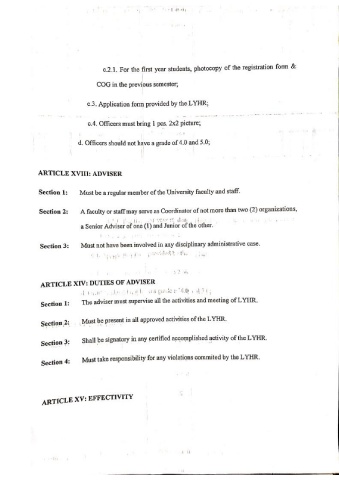 c.2.1. For the first year students, photocopy of the registration form &
COG in the previous semester;
c.3. Application form provided by the LYHR;
c.4. Officers must bring 1 pcs. 2x2 picture;
d. Officers should not have a grade of 4.0 and 5.0;
ARTICLE XVIII: ADVISER
Section 1: Must be a regular member of the University faculty and staff.
Section 2: A faculty or staff may serve as Coordinator of not more than two (2) organizations,
a Senior Adviser of one (1) and Junior of the other.
Section 3: Must not have been involved in any disciplinary administrative case.
ARTICLE XIV: DUTIES OF ADVISER
Section 1: The adviser must supervise all the activities and meeting of LYHR.
Section 2: Must be present in all approved activities of the LYHR.
Section 3: Shall be signatory in any certified accomplished activity of the LYHR.
Section 4: Must take responsibility for any violations commited by the LYHR.
ARTICLE XV: EFFECTIVITY